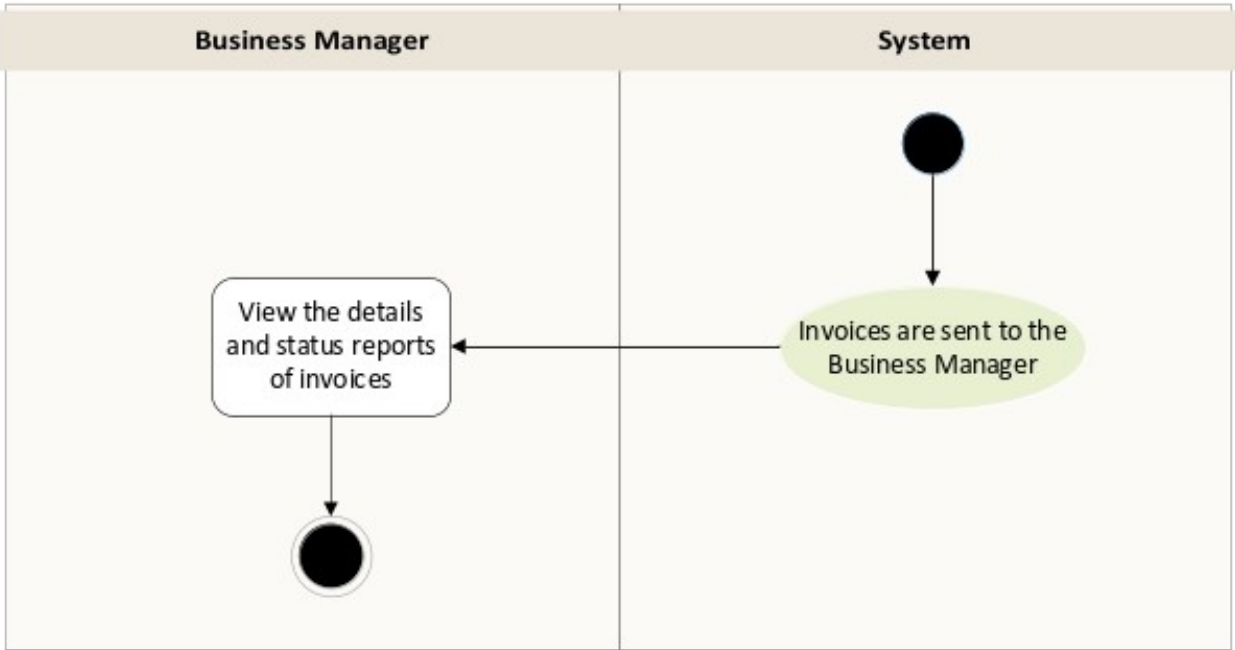 Business Manager
System
View the details
and status reports
of invoices
Invoices are sent to the
Business Manager